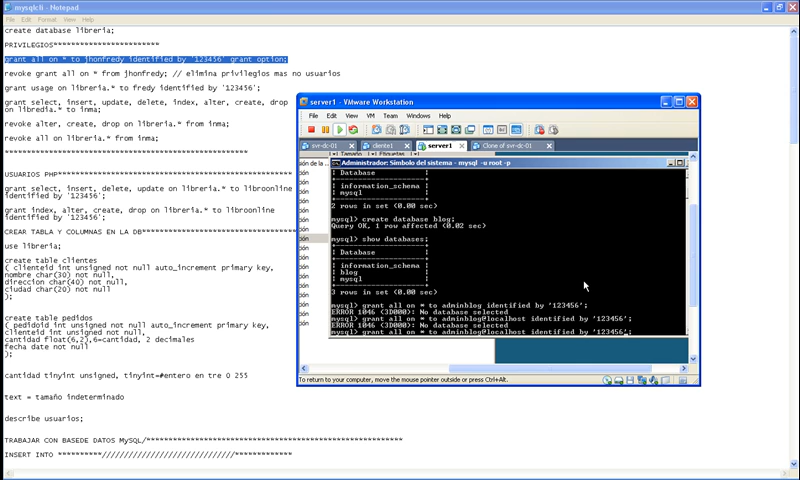 mysqlcli - Notepad
File Edit Format View Help
create database libreria;
PRIVILEGIOS************************
grant all on * to jhonfredy identified by '123456' grant option;
revoke grant all on * from jhonfredy; // elimina privilegios mas no usuarios
grant usage on libreria.* to fredy identified by '123456';
grant select, insert, update, delete, index, alter, create, drop
on libredia.* to inma;
revoke alter, create, drop on libreria.* from inma;
revoke all on libreria.* from inma;
USUARIOS PHP************************
grant select, insert, delete, update on libreria.* to libroonline
identified by '123456';
grant index, alter, create, drop on libreria.* to libroonline
identified by '123456';
CREAR TABLA Y COLUMNAS EN LA DB************************
use libreria;
create table clientes
( clienteid int unsigned not null auto_increment primary key,
nombre char(30) not null,
direccion char(40) not null,
ciudad char(20) not null
);
create table pedidos
( pedidoid int unsigned not null auto_increment primary key,
clienteid int unsigned not null,
cantidad float(6,2),6=cantidad, 2 decimales
fecha date not null
);
cantidad tinyint unsigned, tinyint=#entero en tre 0 255
text = tamaño indeterminado
describe usuarios;
TRABAJAR CON BASEDE DATOS MySQL/************************
INSERT INTO **********//////////////////////////////*************
server1 - VMware Workstation
File Edit View VM Team Windows Help
svr-dc-01 cliente1 server1 Clone of svr-dc-01
Tamaño Etiquetas
Administrador: Símbolo del sistema - mysql -u root -p
| Database |
| information_schema |
| mysql |
2 rows in set (0.00 sec)
mysql> create database blog;
Query OK, 1 row affected (0.02 sec)
mysql> show databases;
| Database |
| information_schema |
| blog |
| mysql |
3 rows in set (0.00 sec)
mysql> grant all on * to adminblog identified by '123456';
ERROR 1046 (3D000): No database selected
mysql> grant all on * to adminblog@localhost identified by '123456';
ERROR 1046 (3D000): No database selected
mysql> grant all on * to adminblog@localhost identified by '123456';
To return to your computer, move the mouse pointer outside or press Ctrl+Alt.